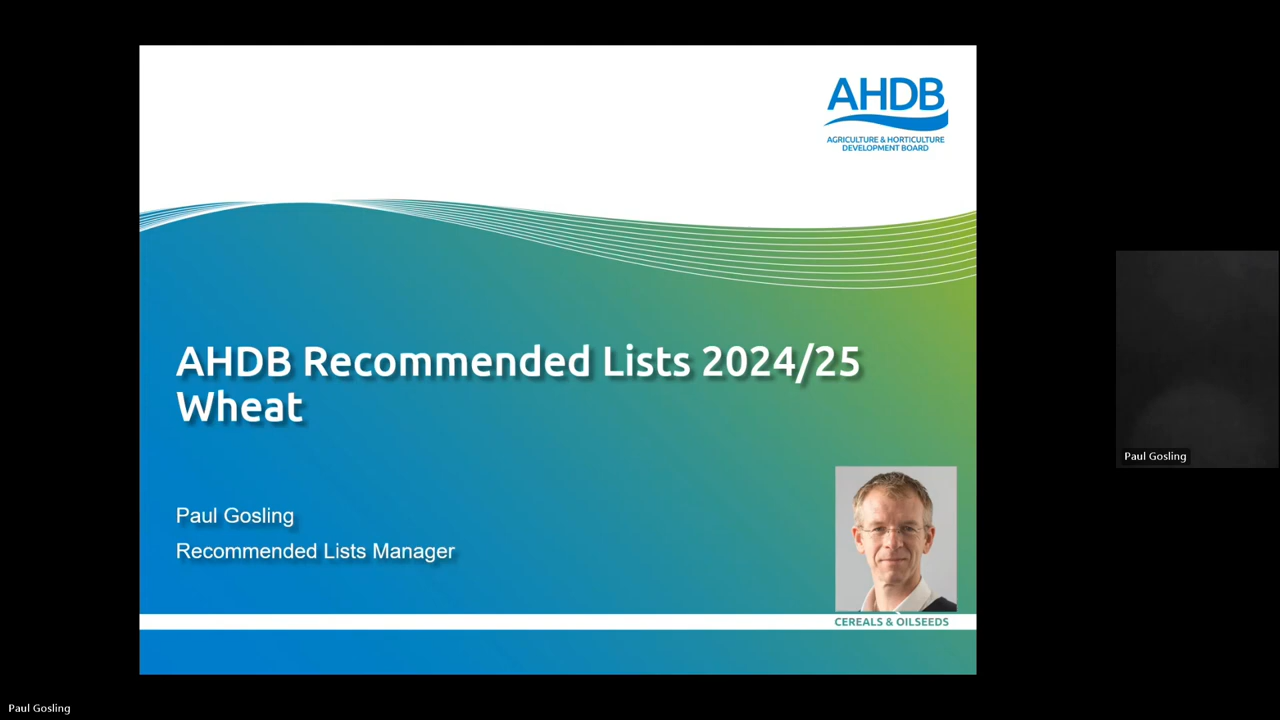 AHDB
AGRICULTURE & HORTICULTURE
DEVELOPMENT BOARD
AHDB Recommended Lists 2024/25
Wheat
Paul Gosling
Recommended Lists Manager
CEREALS & OILSEEDS
Paul Gosling
Paul Gosling